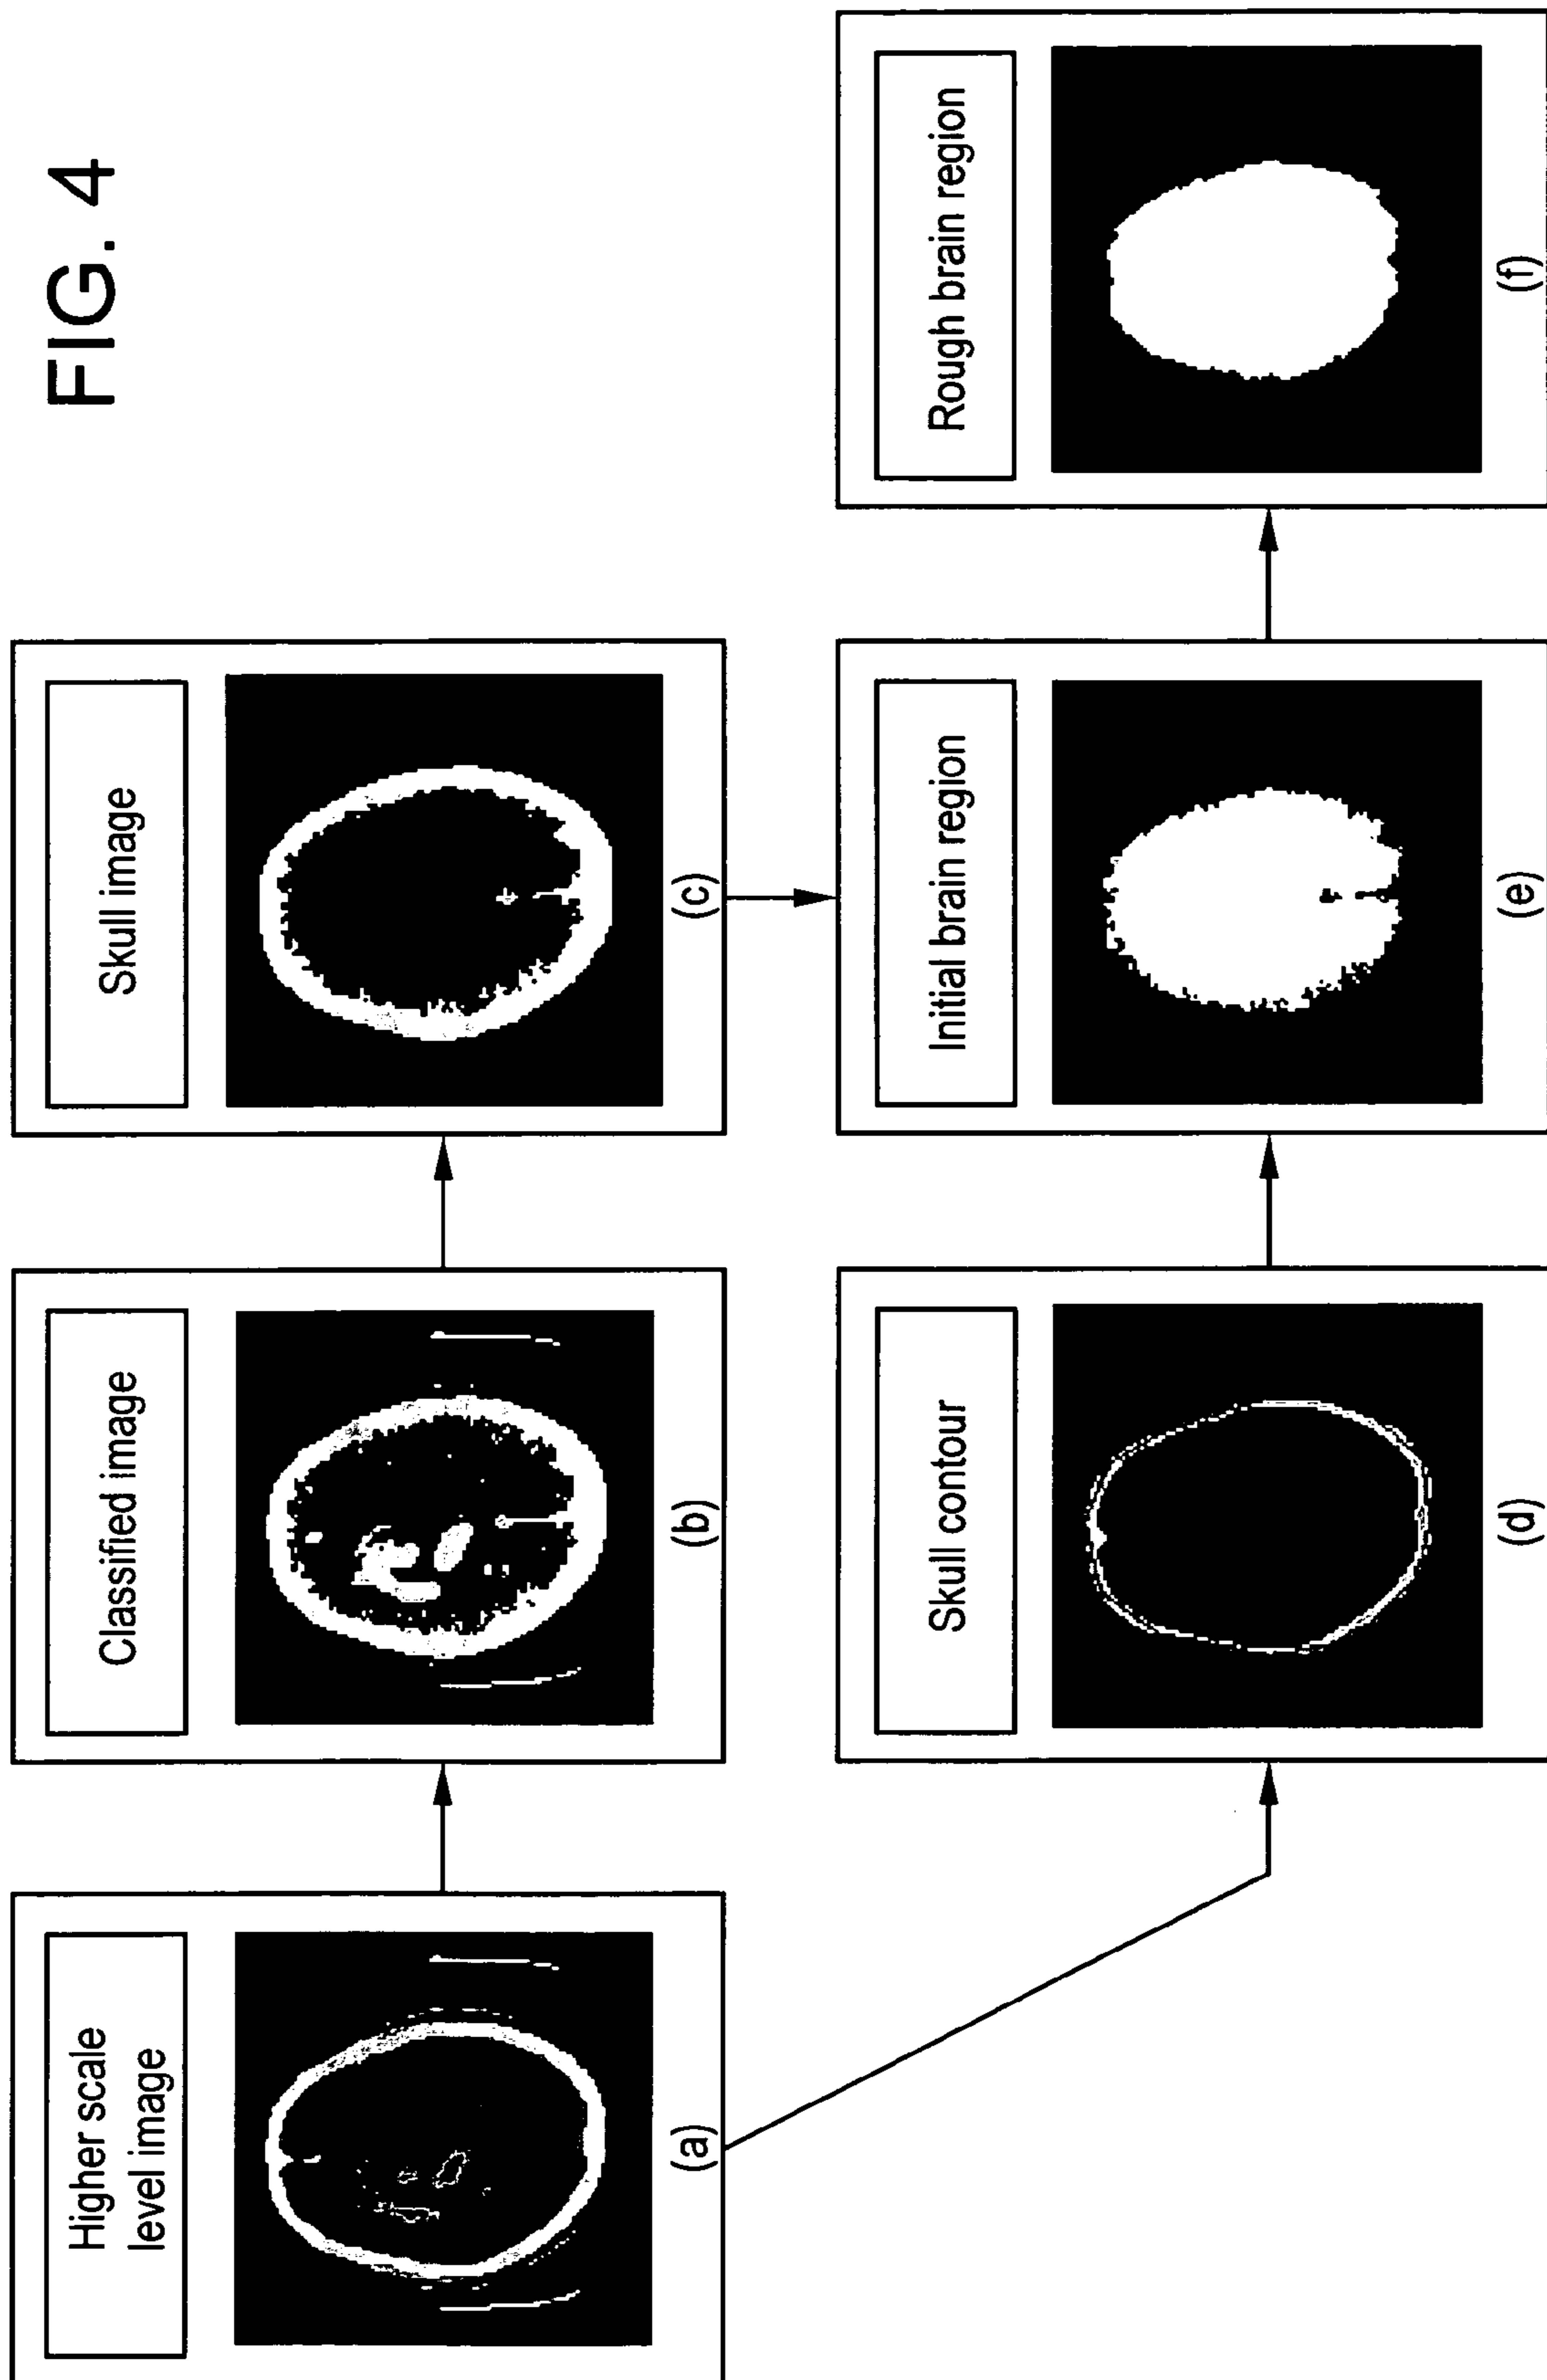 FIG. 4
Higher scale
level image
(a)
Classified image
(b)
Skull image
(c)
Skull contour
(d)
Initial brain region
(e)
Rough brain region
(f)